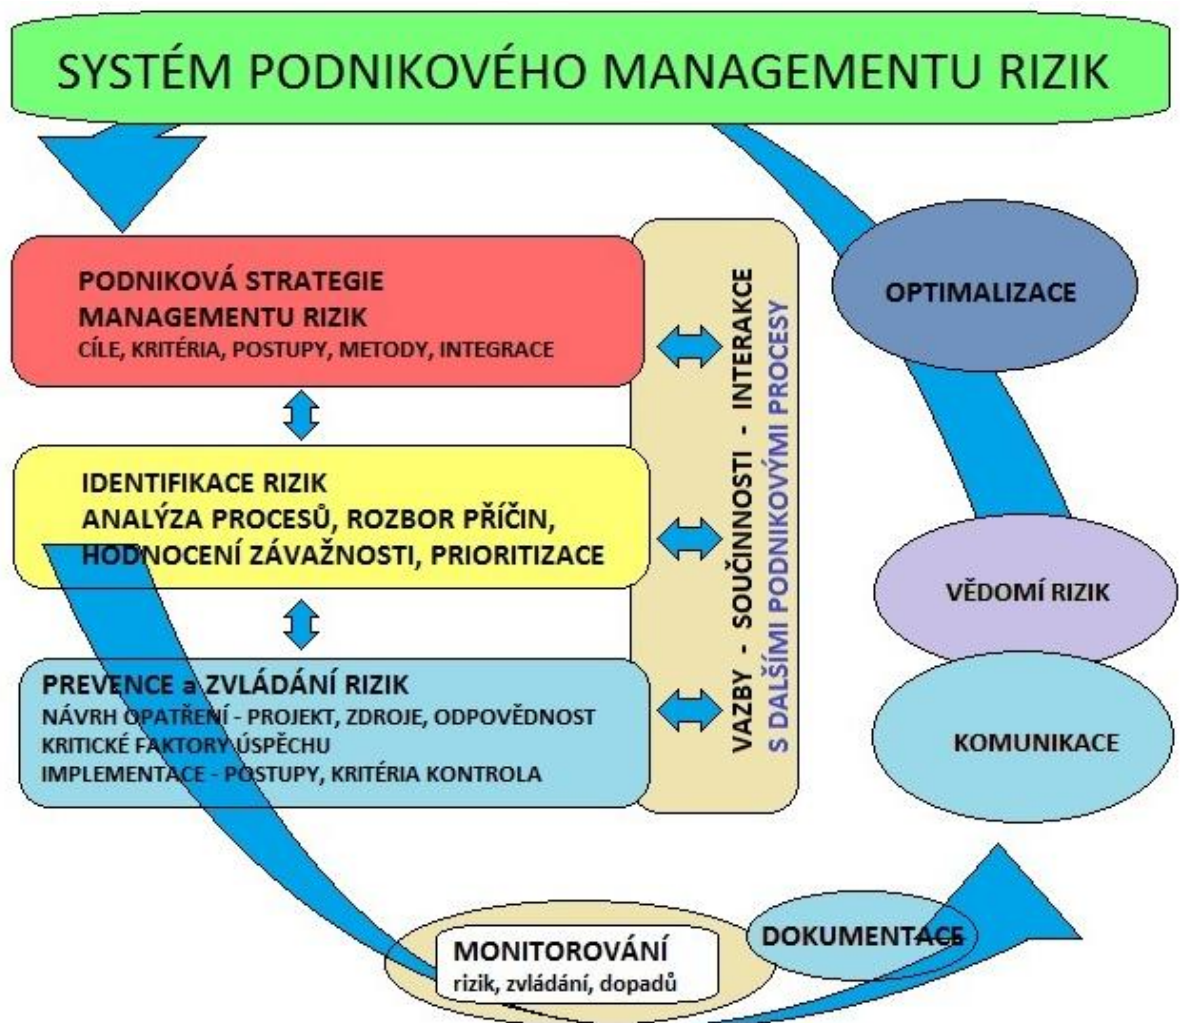 SYSTÉM PODNIKOVÉHO MANAGEMENTU RIZIK
PODNIKOVÁ STRATEGIE
MANAGEMENTU RIZIK
CÍLE, KRITÉRIA, POSTUPY, METODY, INTEGRACE
IDENTIFIKACE RIZIK
ANALÝZA PROCESŮ, ROZBOR PŘÍČIN,
HODNOCENÍ ZÁVAŽNOSTI, PRIORITIZACE
PREVENCE a ZVLÁDÁNÍ RIZIK
NÁVRH OPATŘENÍ - PROJEKT, ZDROJE, ODPOVĚDNOST
KRITICKÉ FAKTORY ÚSPĚCHU
IMPLEMENTACE - POSTUPY, KRITÉRIA KONTROLA
VAZBY - SOUČINNOSTI - INTERAKCE
S DALŠÍMI PODNIKOVÝMI PROCESY
OPTIMALIZACE
VĚDOMÍ RIZIK
KOMUNIKACE
DOKUMENTACE
MONITOROVÁNÍ
rizik, zvládání, dopadů